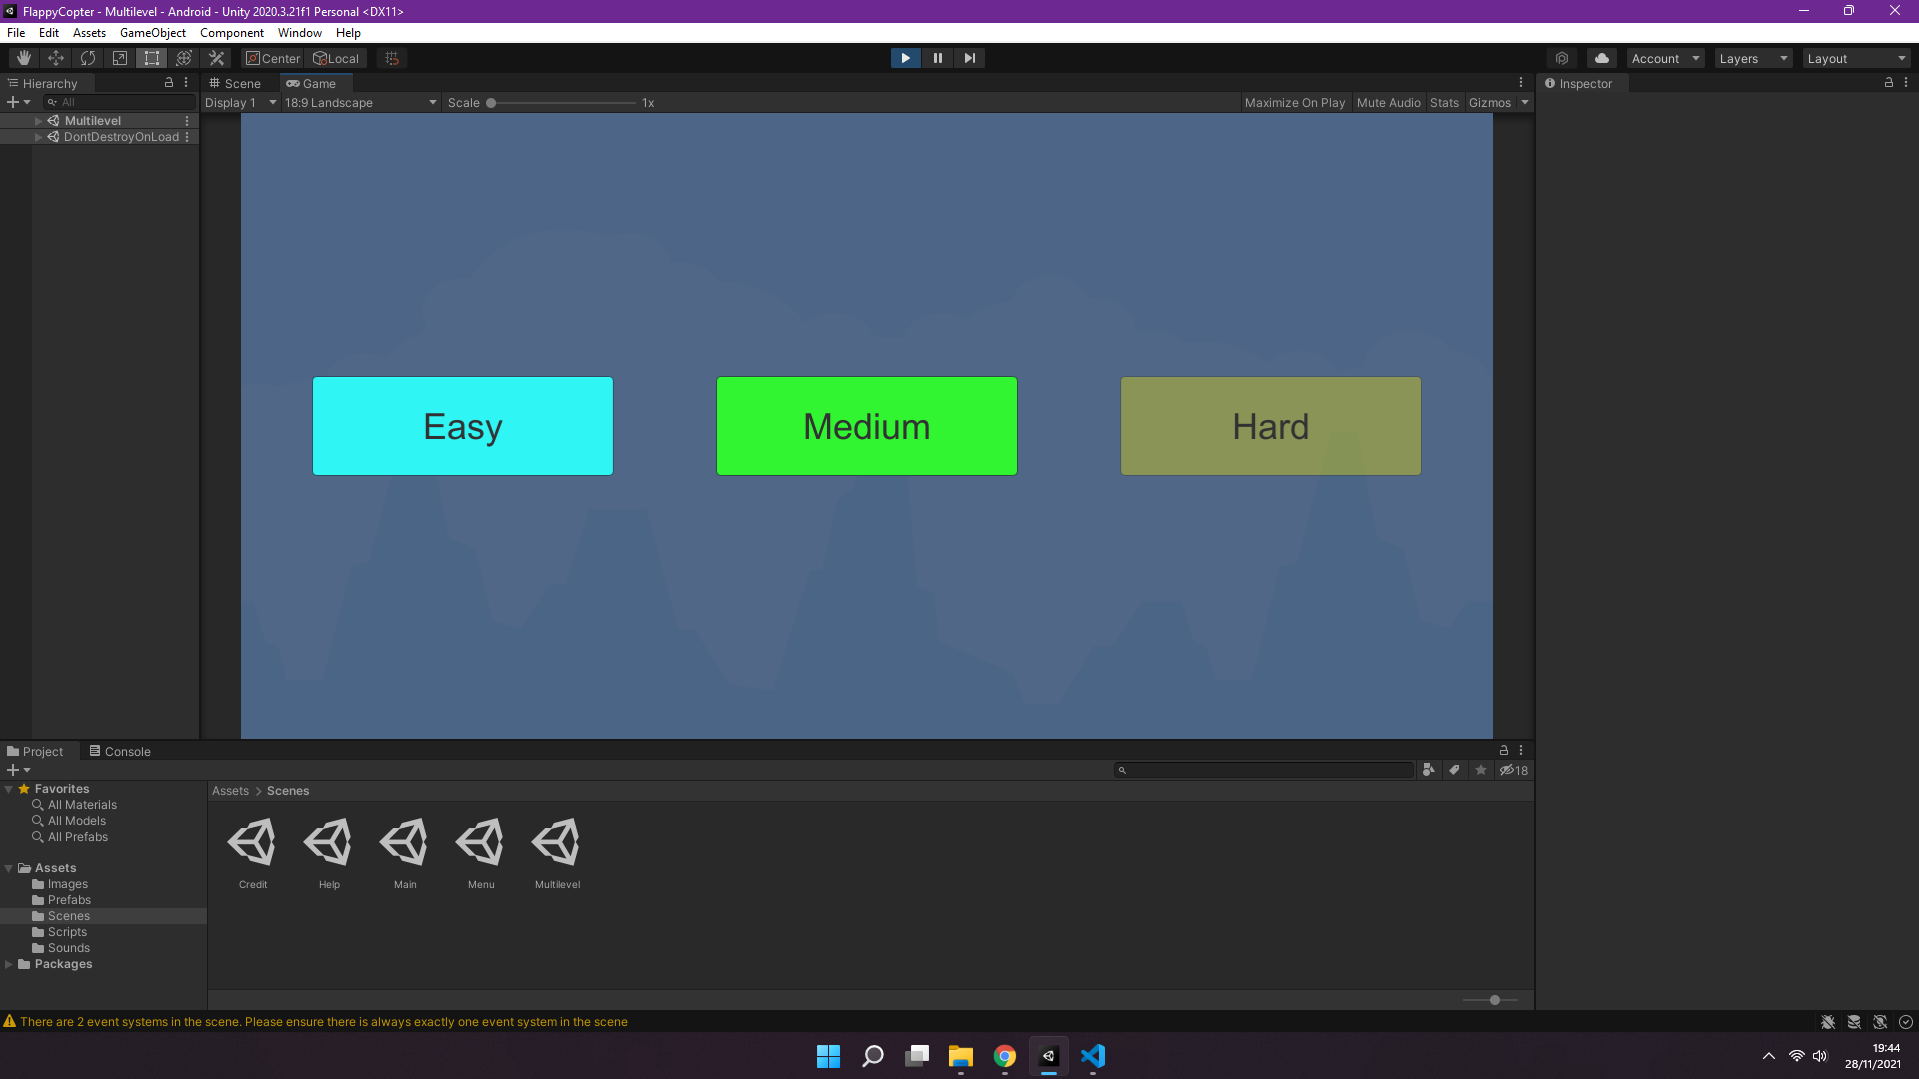 FlappyCopter - Multilevel - Android - Unity 2020.3.21f1 Personal <DX11>
File Edit Assets GameObject Component Window Help
Center Local Account Layers Layout
Hierarchy Scene Game Inspector
All Display 1 18:9 Landscape Scale 1x Maximize On Play Mute Audio Stats Gizmos
Multilevel
DontDestroyOnLoad
Easy Medium Hard
Project Console
18
Favorites
All Materials
All Models
All Prefabs
Assets
Images
Prefabs
Scenes
Scripts
Sounds
Packages
Assets > Scenes
Credit Help Main Menu Multilevel
There are 2 event systems in the scene. Please ensure there is always exactly one event system in the scene
19:44
28/11/2021